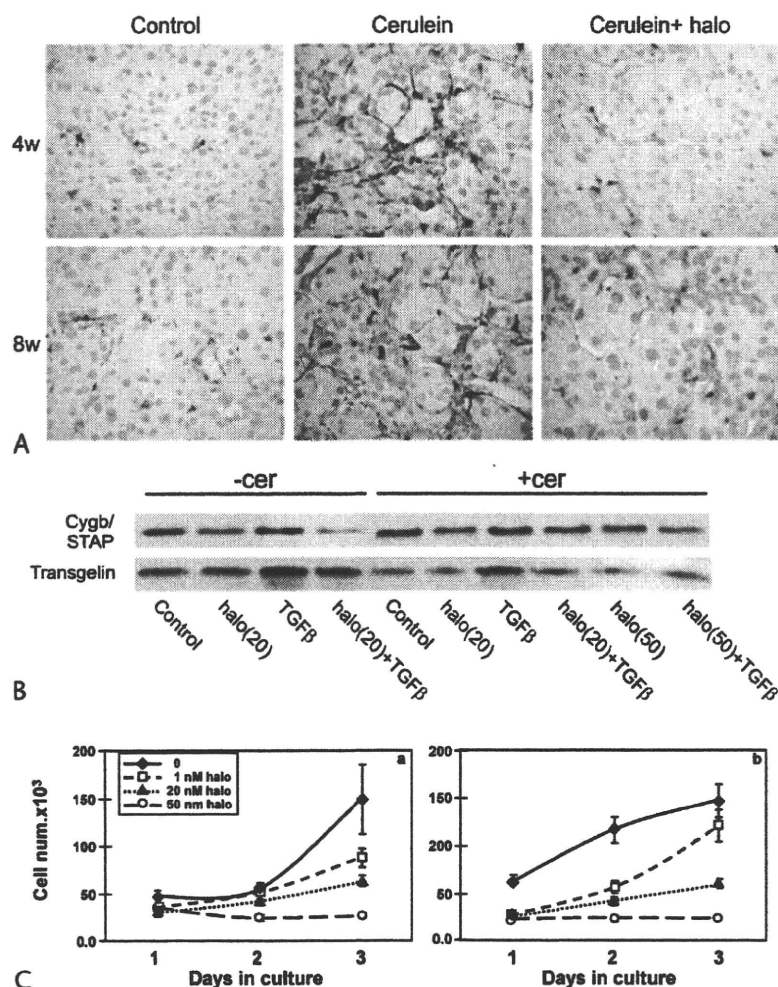 Control Cerulein Cerulein+ halo
4w
8w
A
-cer +cer
Cygb/
STAP
Transgelin
Control halo(20) TGFβ halo(20)+TGFβ Control halo(20) TGFβ halo(20)+TGFβ halo(50) halo(50)+TGFβ
B
Cell num.x10³
200
150
100
50
0.0
0
1 nM halo
20 nM halo
50 nm halo
a
1 2 3
Days in culture
200
150
200
50
0.0
b
1 2 3
Days in culture
C